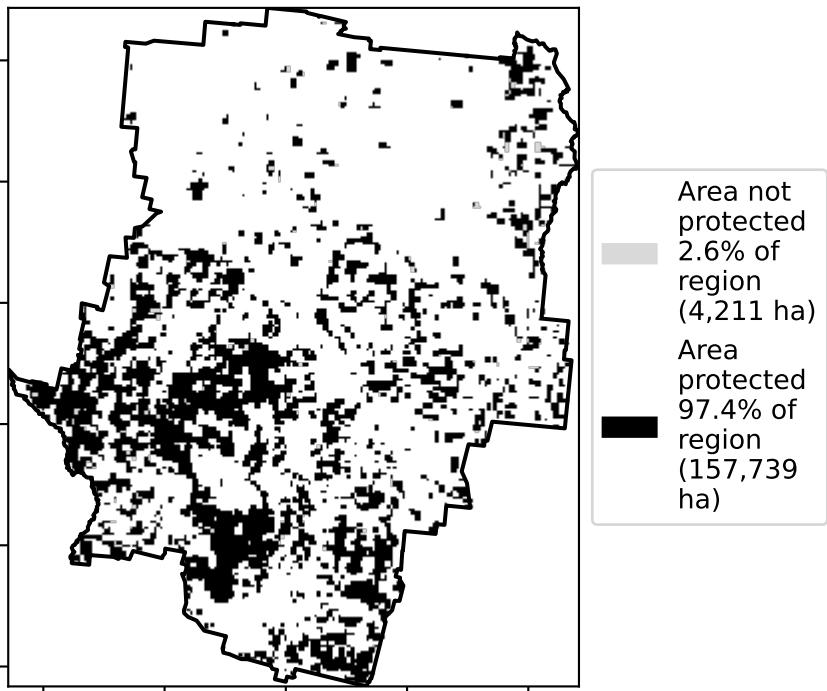 Area not
protected
2.6% of
region
(4,211 ha)
Area
protected
97.4% of
region
(157,739
ha)